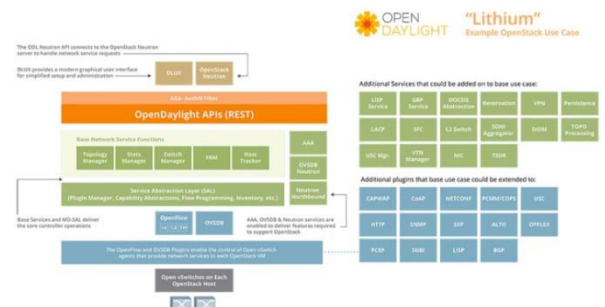 OPEN
DAYLIGHT
“Lithium”
Example OpenStack Use Case
The ODL Neutron API connects to the OpenStack Neutron
server to handle network service requests
DLUX provides a modern graphical user interface
for simplified setup and administration
DLUX
OpenStack
Neutron
AAA- AuthN Filter
OpenDaylight APIs (REST)
Base Network Service Functions
Topology
Manager
Stats
Manager
Switch
Manager
FRM
Host
Tracker
AAA
OVSDB
Neutron
Neutron
Northbound
Service Abstraction Layer (SAL)
(Plugin Manager, Capability Abstractions, Flow Programming, Inventory, etc.)
Base Services and MD-SAL deliver
the core controller operations
OpenFlow
OVSDB
AAA, OVSDB & Neutron services are
enabled to deliver features required
to support OpenStack
The OpenFlow and OVSDB Plugins enable the control of Open vSwitch
agents that provide network services to each OpenStack VM
Open vSwitches on Each
OpenStack Host
Additional Services that could be added on to base use case:
LISP
Service
GBP
Service
DOCSIS
Abstraction
Reservation
VPN
Persistence
LACP
SFC
L2 Switch
SDNI
Aggregator
DIDM
TOPO
Processing
USC Mgr.
VTN
Manager
NIC
TSDR
Additional plugins that base use case could be extended to:
CAPWAP
CoAP
NETCONF
PCMM/COPS
USC
HTTP
SNMP
SXP
ALTO
OPFLEX
PCEP
SNBI
LISP
BGP